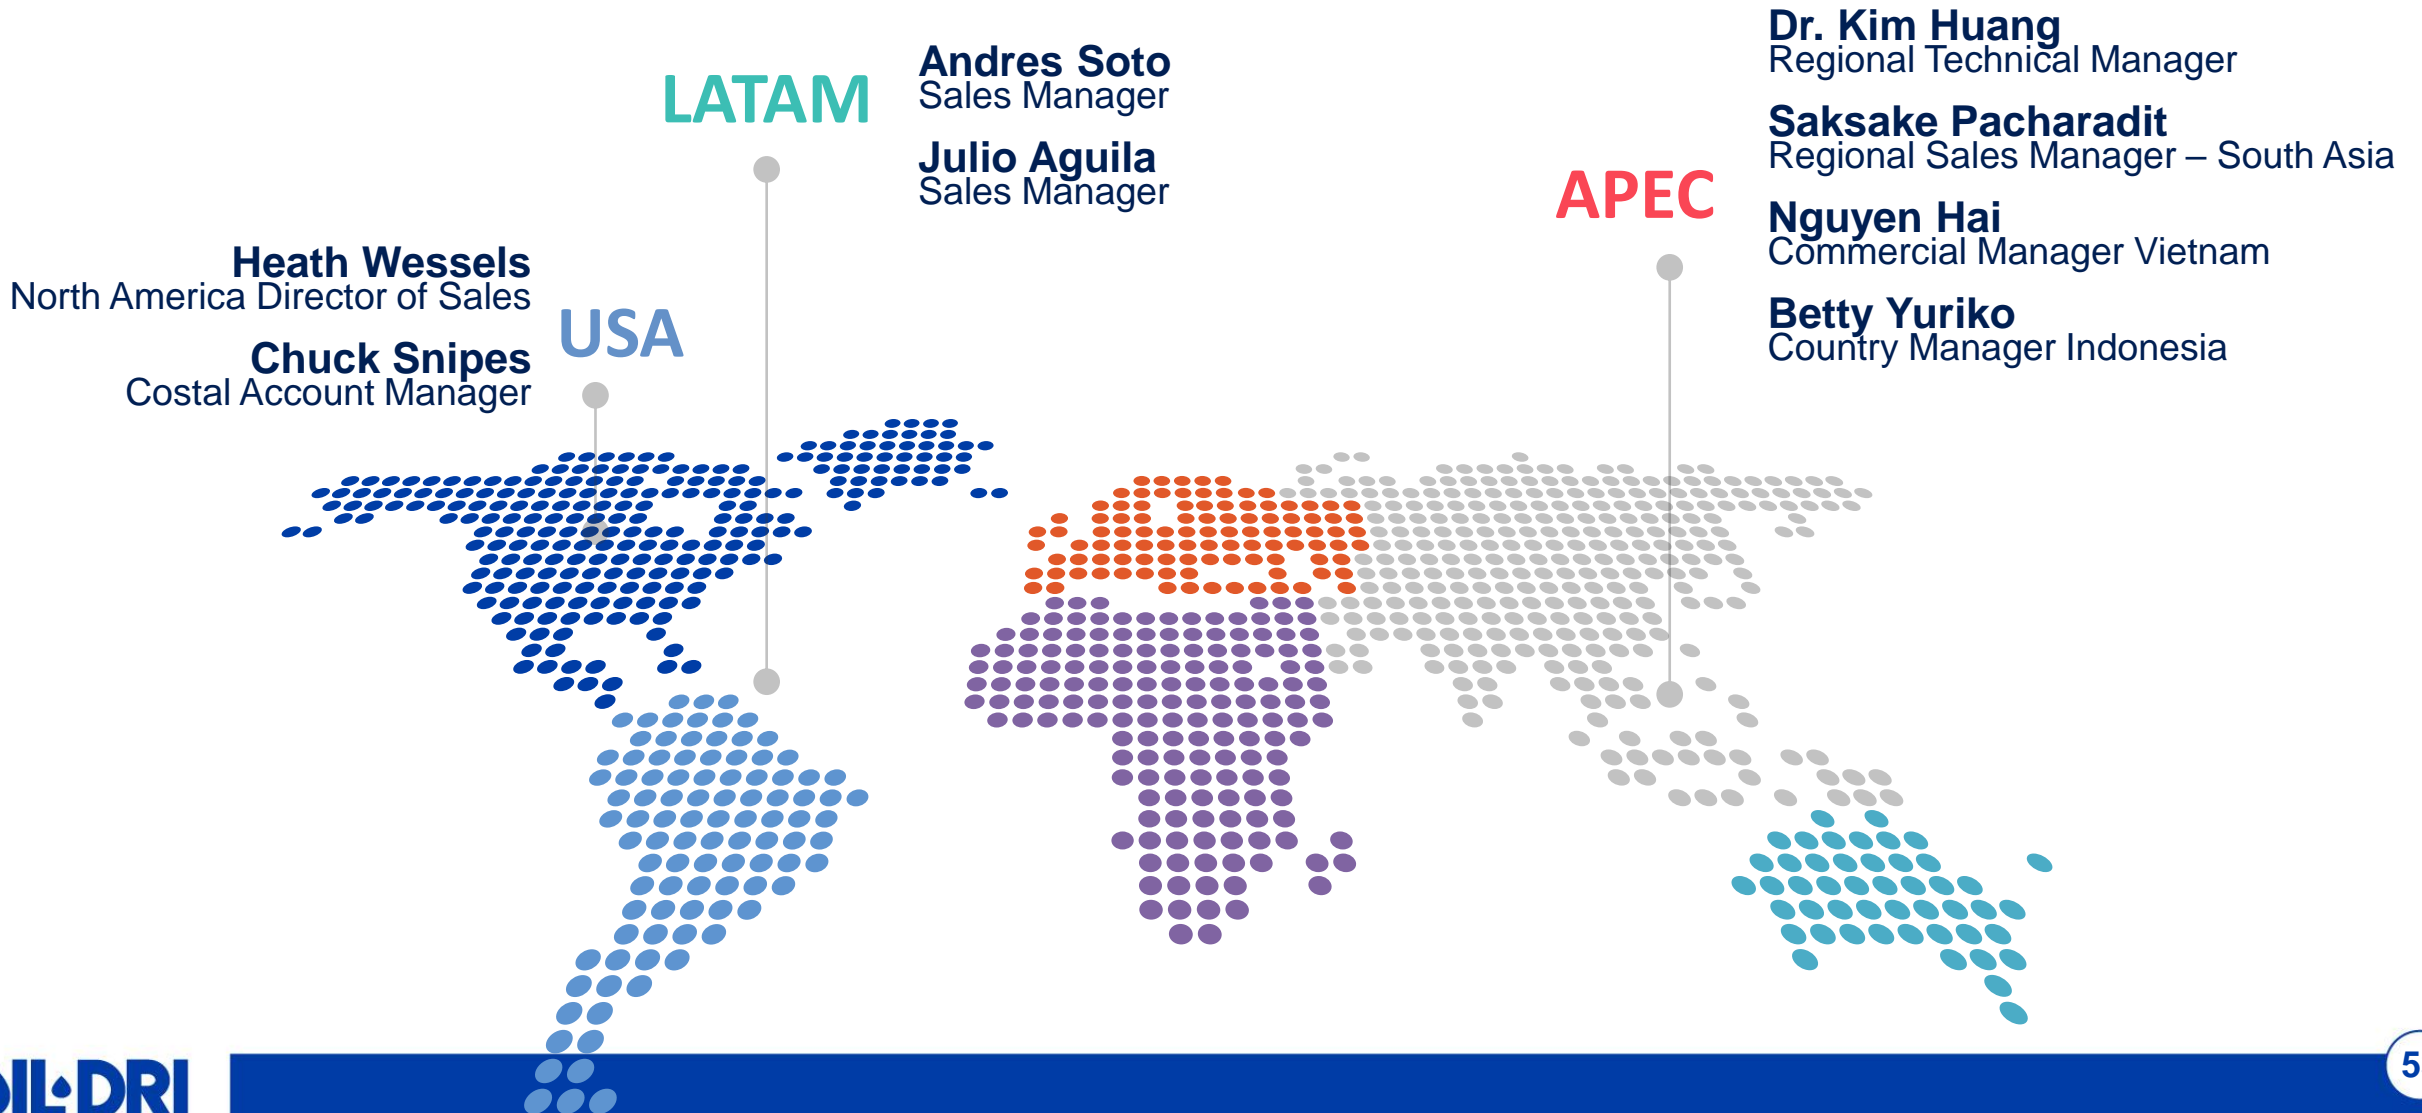 Dr. Kim Huang
Regional Technical Manager
Saksake Pacharadit
Regional Sales Manager – South Asia
Nguyen Hai
Commercial Manager Vietnam
Betty Yuriko
Country Manager Indonesia
APEC
LATAM
Andres Soto
Sales Manager
Julio Aguila
Sales Manager
Heath Wessels
North America Director of Sales
Chuck Snipes
Costal Account Manager
USA
OIL-DRI
5